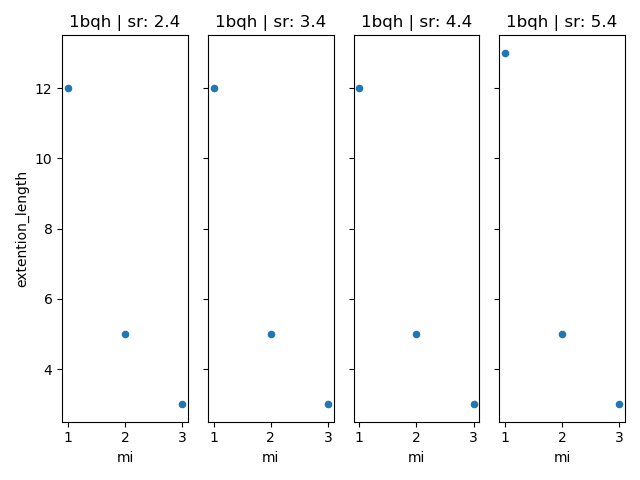 1bqh | sr: 2.4 1bqh | sr: 3.4 1bqh | sr: 4.4 1bqh | sr: 5.4
12
10
8
6
4
extention_length
1 2 3 1 2 3 1 2 3 1 2 3
mi mi mi mi